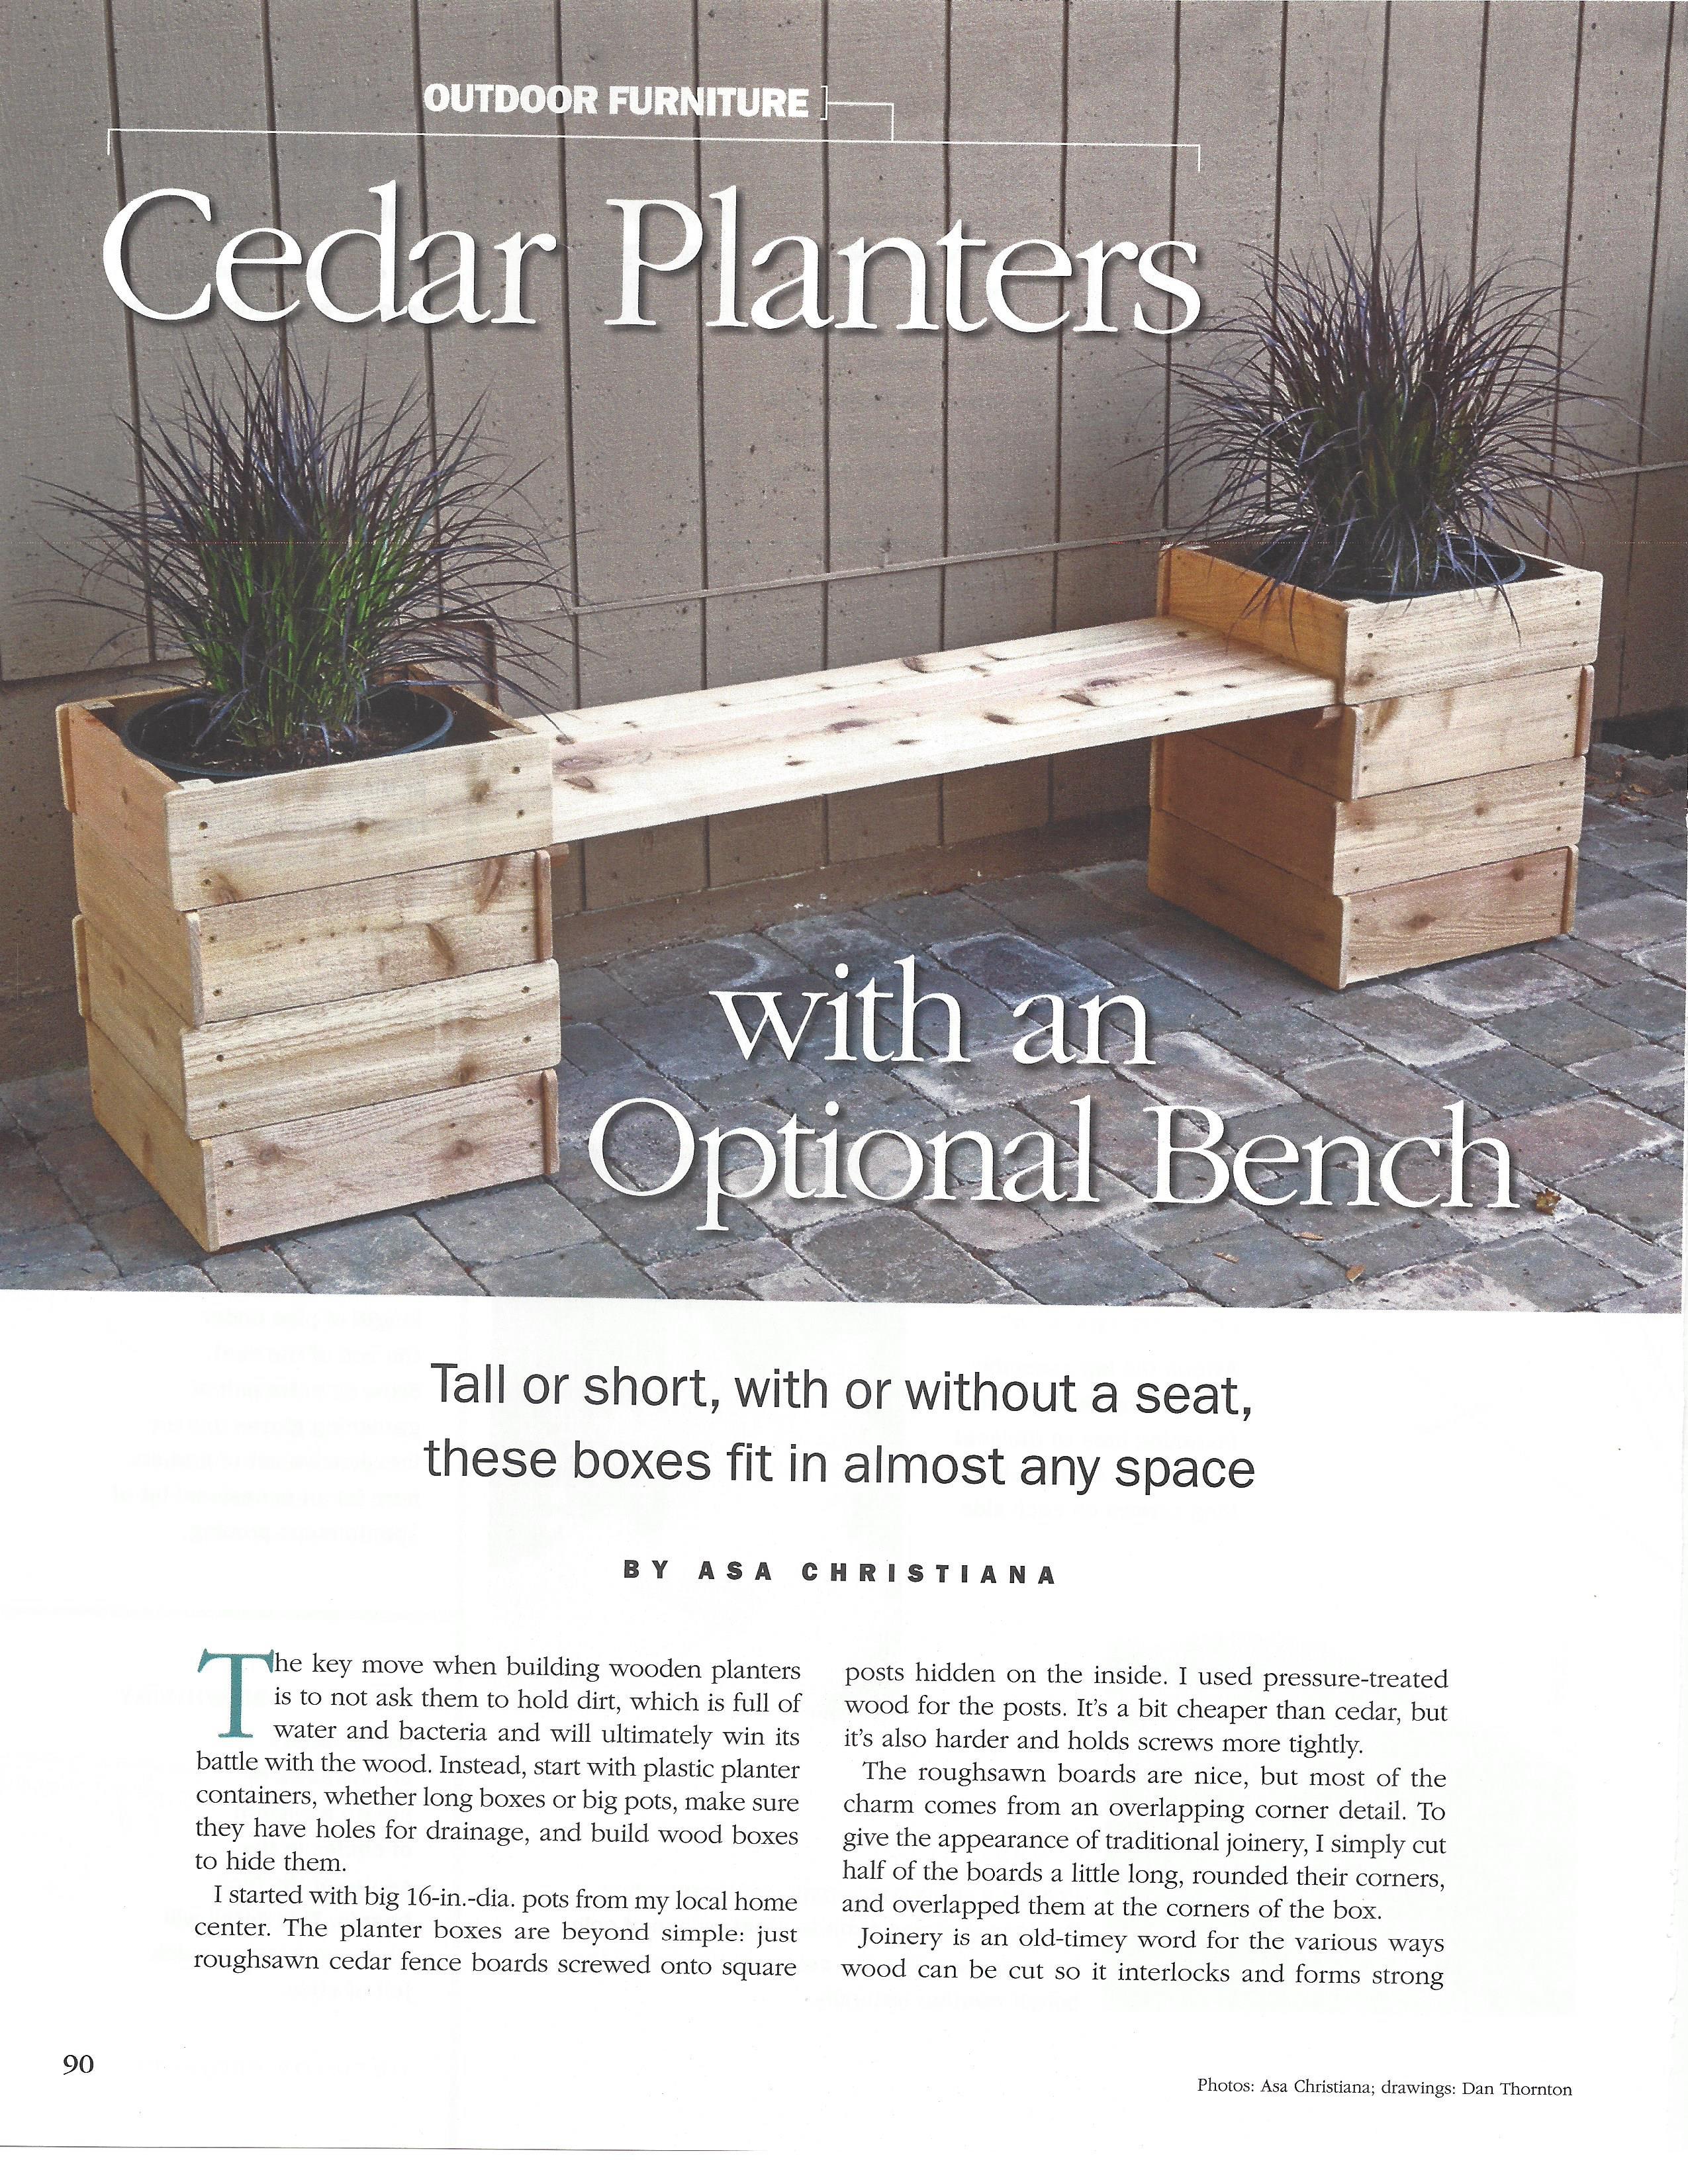 OUTDOOR FURNITURE
Cedar Planters
with an
Optional Bench
Tall or short, with or without a seat,
these boxes fit in almost any space
BY ASA CHRISTIANA
The key move when building wooden planters
is to not ask them to hold dirt, which is full of
water and bacteria and will ultimately win its
battle with the wood. Instead, start with plastic planter
containers, whether long boxes or big pots, make sure
they have holes for drainage, and build wood boxes
to hide them.
I started with big 16-in.-dia. pots from my local home
center. The planter boxes are beyond simple: just
roughsawn cedar fence boards screwed onto square
posts hidden on the inside. I used pressure-treated
wood for the posts. It's a bit cheaper than cedar, but
it's also harder and holds screws more tightly.
The roughsawn boards are nice, but most of the
charm comes from an overlapping corner detail. To
give the appearance of traditional joinery, I simply cut
half of the boards a little long, rounded their corners,
and overlapped them at the corners of the box.
Joinery is an old-timey word for the various ways
wood can be cut so it interlocks and forms strong
90
Photos: Asa Christiana; drawings: Dan Thornton